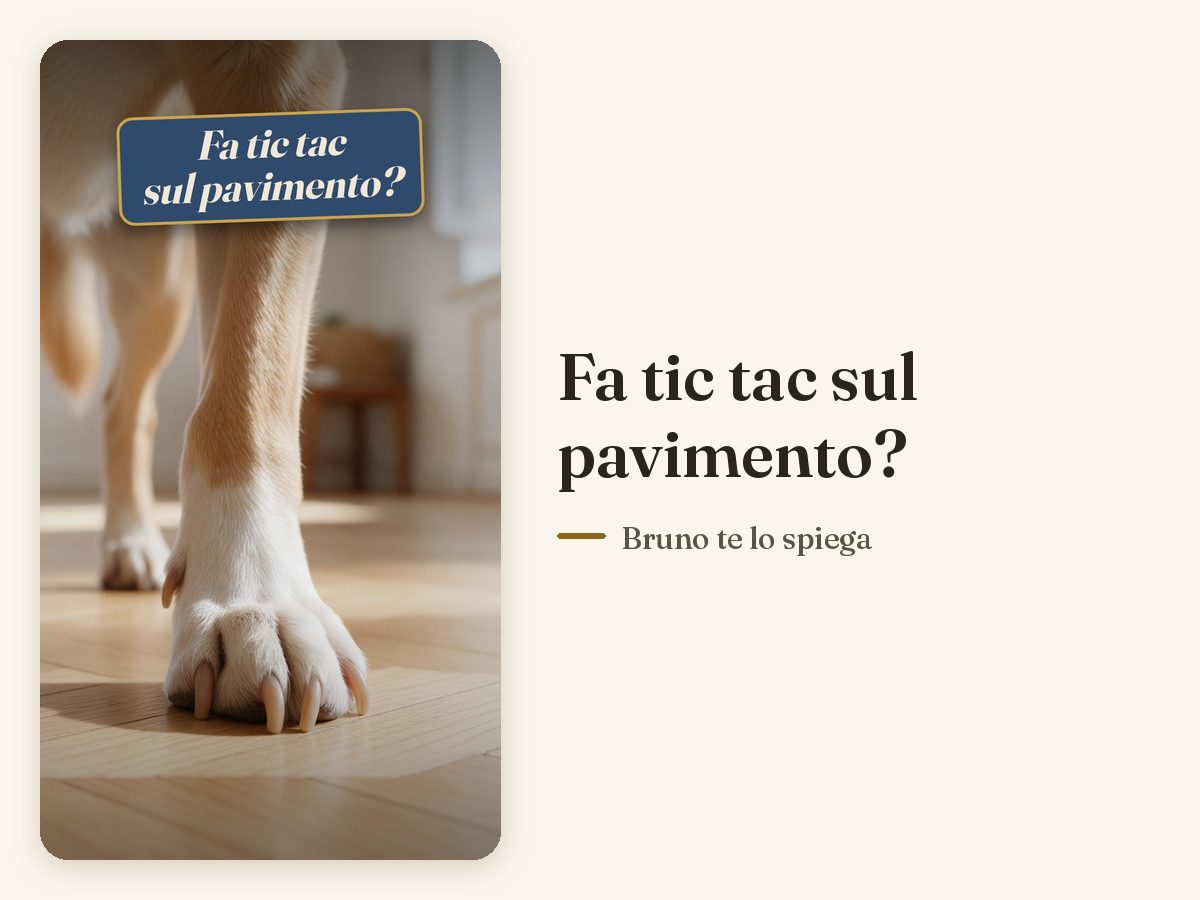 Fa tic tac
sul pavimento?
Fa tic tac sul
pavimento?
Bruno te lo spiega